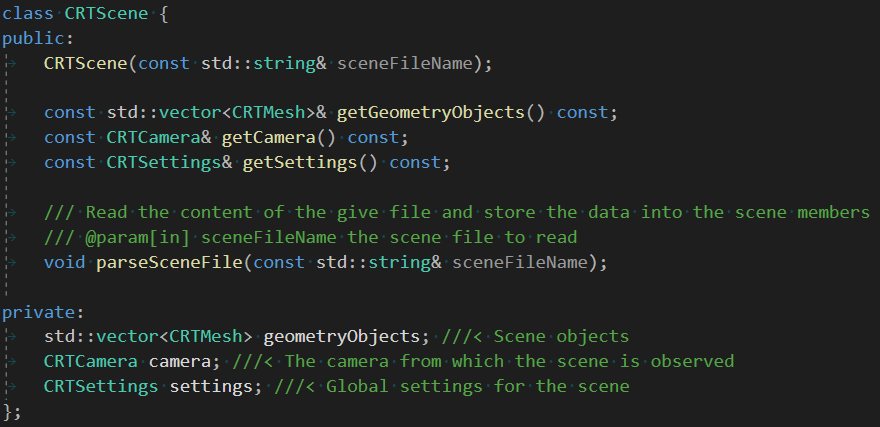 class CRTScene {
public:
CRTScene(const std::string& sceneFileName);
const std::vector<CRTMesh>& getGeometryObjects() const;
const CRTCamera& getCamera() const;
const CRTSettings& getSettings() const;
/// Read the content of the give file and store the data into the scene members
/// @param[in] sceneFileName the scene file to read
void parseSceneFile(const std::string& sceneFileName);
private:
std::vector<CRTMesh> geometryObjects; ///< Scene objects
CRTCamera camera; ///< The camera from which the scene is observed
CRTSettings settings; ///< Global settings for the scene
};